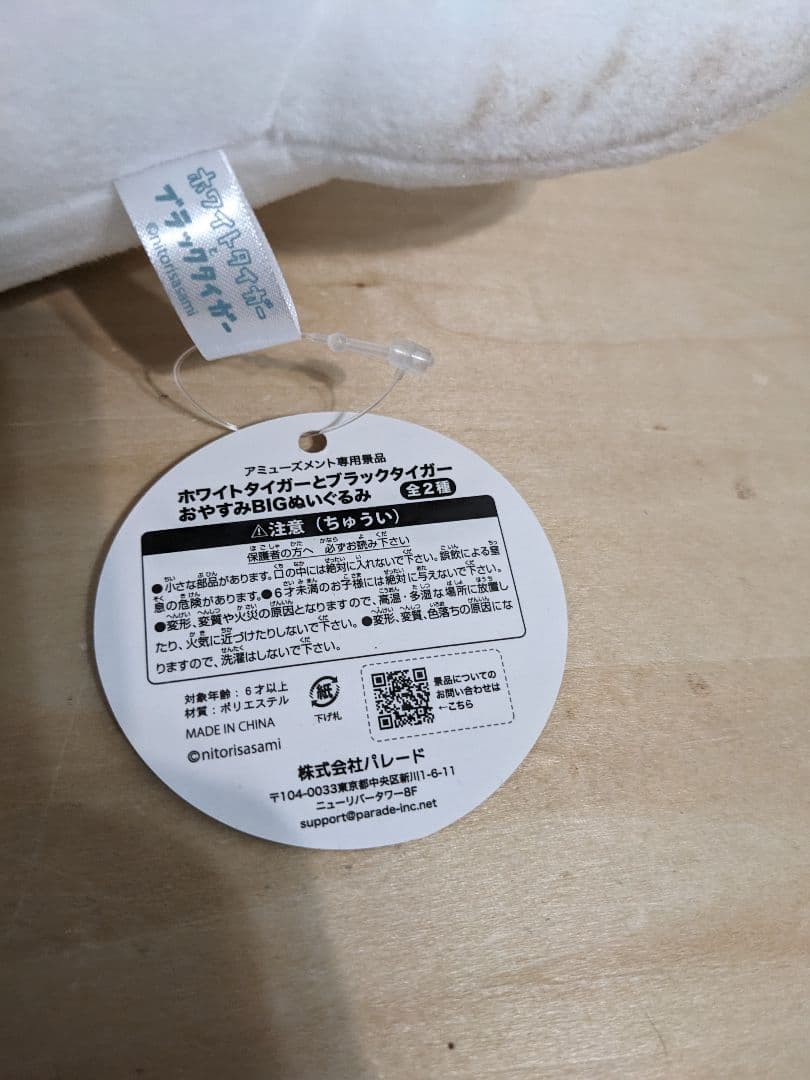 ホワイトタイガー
と
ブラックタイガー
©nitorisasami
アミューズメント専用景品
ホワイトタイガーとブラックタイガー
おやすみBIGぬいぐるみ 全2種
⚠注意(ちゅうい)
保護者の方へ 必ずお読み下さい
●小さな部品があります。口の中には絶対に入れないで下さい。誤飲による窒
息の危険があります。●6才未満のお子様には絶対に与えないで下さい。
●変形、変質や火災の原因となりますので、高温・多湿な場所に放置し
たり、火気に近づけたりしないで下さい。●変形、変質、色落ちの原因にな
りますので、洗濯はしないで下さい。
対象年齢:6才以上
材質:ポリエステル
MADE IN CHINA
©nitorisasami
紙
下げ札
景品についての
お問い合わせは
←こちら
株式会社パレード
〒104-0033東京都中央区新川1-6-11
ニューリバータワー8F
support@parade-inc.net